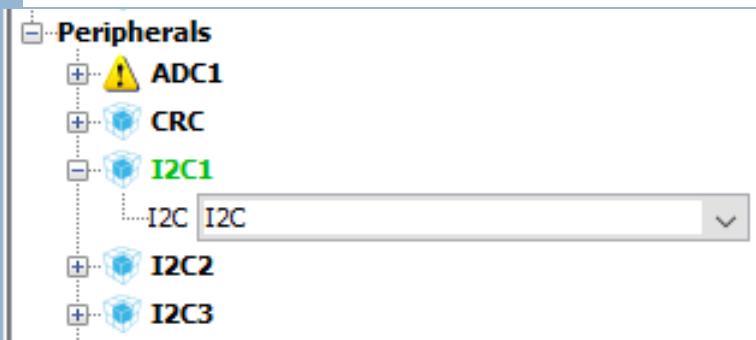 Peripherals
ADC1
CRC
I2C1
I2C I2C
I2C2
I2C3